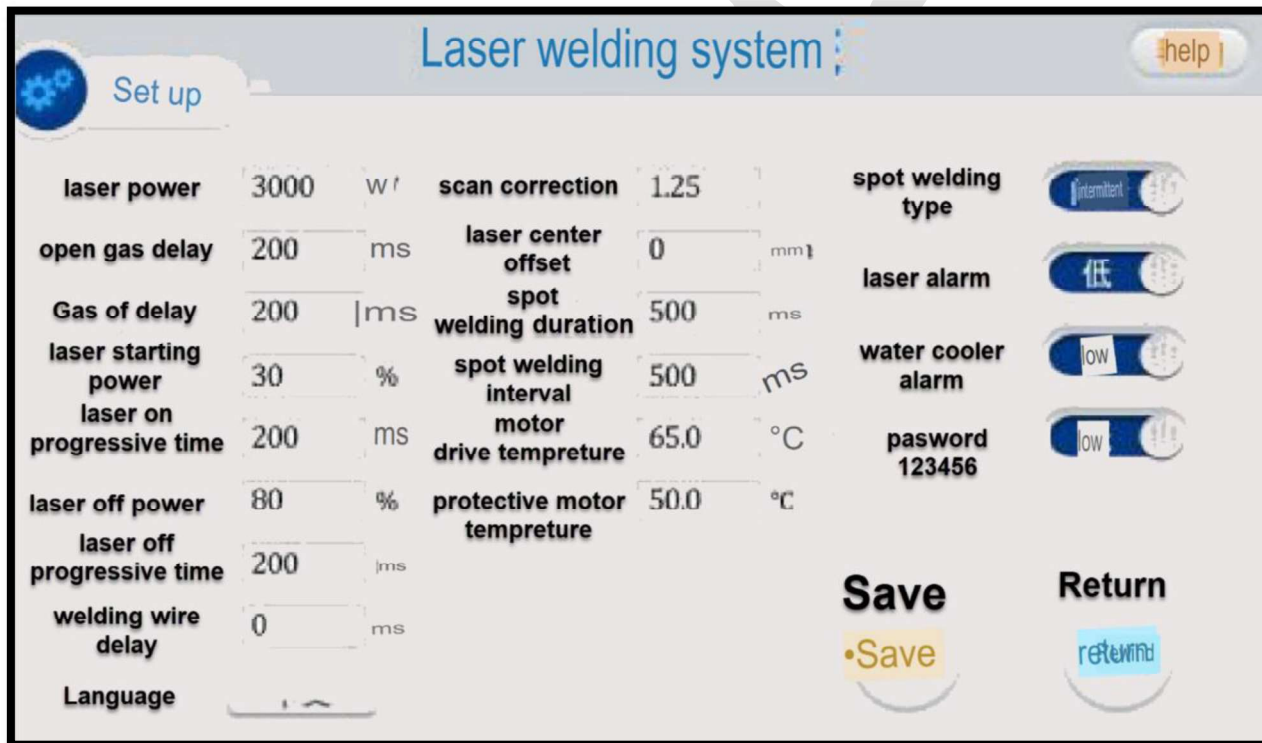 Laser welding system
help
Set up
laser power
3000
W
open gas delay
200
ms
Gas of delay
200
ms
laser starting
power
30
%
laser on
progressive time
200
ms
laser off power
80
%
laser off
progressive time
200
ms
welding wire
delay
0
ms
Language
scan correction
1.25
laser center
offset
0
mm
spot
welding duration
500
ms
spot welding
interval
500
ms
motor
drive tempreture
65.0
°C
protective motor
tempreture
50.0
°C
spot welding
type
intermittent
laser alarm
低
water cooler
alarm
low
pasword
123456
low
Save
•Save
Return
return